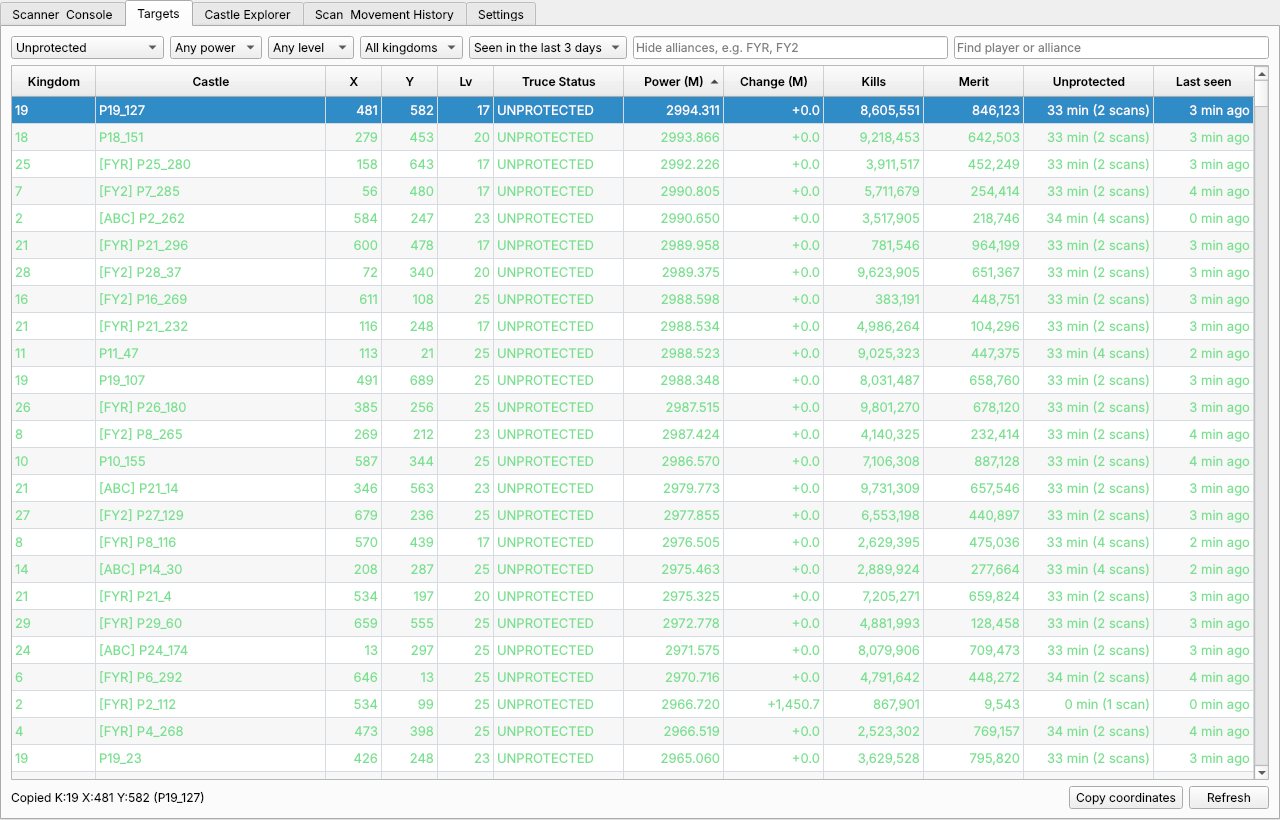 Scanner Console Targets Castle Explorer Scan Movement History Settings
Unprotected Any power Any level All kingdoms Seen in the last 3 days Hide alliances, e.g. FYR, FY2 Find player or alliance
Kingdom Castle X Y Lv Truce Status Power (M) Change (M) Kills Merit Unprotected Last seen
19 P19_127 481 582 17 UNPROTECTED 2994.311 +0.0 8,605,551 846,123 33 min (2 scans) 3 min ago
18 P18_151 279 453 20 UNPROTECTED 2993.866 +0.0 9,218,453 642,503 33 min (2 scans) 3 min ago
25 [FYR] P25_280 158 643 17 UNPROTECTED 2992.226 +0.0 3,911,517 452,249 33 min (2 scans) 3 min ago
7 [FY2] P7_285 56 480 17 UNPROTECTED 2990.805 +0.0 5,711,679 254,414 33 min (2 scans) 4 min ago
2 [ABC] P2_262 584 247 23 UNPROTECTED 2990.650 +0.0 3,517,905 218,746 34 min (4 scans) 0 min ago
21 [FYR] P21_296 600 478 17 UNPROTECTED 2989.958 +0.0 781,546 964,199 33 min (2 scans) 3 min ago
28 [FY2] P28_37 72 340 20 UNPROTECTED 2989.375 +0.0 9,623,905 651,367 33 min (2 scans) 3 min ago
16 [FY2] P16_269 611 108 25 UNPROTECTED 2988.598 +0.0 383,191 448,751 33 min (2 scans) 3 min ago
21 [FYR] P21_232 116 248 17 UNPROTECTED 2988.534 +0.0 4,986,264 104,296 33 min (2 scans) 3 min ago
11 P11_47 113 21 25 UNPROTECTED 2988.523 +0.0 9,025,323 447,375 33 min (4 scans) 2 min ago
19 P19_107 491 689 25 UNPROTECTED 2988.348 +0.0 8,031,487 658,760 33 min (2 scans) 3 min ago
26 [FYR] P26_180 385 256 25 UNPROTECTED 2987.515 +0.0 9,801,270 678,120 33 min (2 scans) 3 min ago
8 [FY2] P8_265 269 212 23 UNPROTECTED 2987.424 +0.0 4,140,325 232,414 33 min (2 scans) 4 min ago
10 P10_155 587 344 25 UNPROTECTED 2986.570 +0.0 7,106,308 887,128 33 min (2 scans) 4 min ago
21 [ABC] P21_14 346 563 23 UNPROTECTED 2979.773 +0.0 9,731,309 657,546 33 min (2 scans) 3 min ago
27 [FY2] P27_129 679 236 25 UNPROTECTED 2977.855 +0.0 6,553,198 440,897 33 min (2 scans) 3 min ago
8 [FYR] P8_116 570 439 17 UNPROTECTED 2976.505 +0.0 2,629,395 475,036 33 min (4 scans) 2 min ago
14 [ABC] P14_30 208 287 25 UNPROTECTED 2975.463 +0.0 2,889,924 277,664 33 min (4 scans) 2 min ago
21 [FYR] P21_4 534 197 20 UNPROTECTED 2975.325 +0.0 7,205,271 659,824 33 min (2 scans) 3 min ago
29 [FYR] P29_60 659 555 25 UNPROTECTED 2972.778 +0.0 4,881,993 128,458 33 min (2 scans) 3 min ago
24 [ABC] P24_174 13 297 25 UNPROTECTED 2971.575 +0.0 8,079,906 709,473 33 min (2 scans) 3 min ago
6 [FYR] P6_292 646 13 25 UNPROTECTED 2970.716 +0.0 4,791,642 448,272 34 min (2 scans) 4 min ago
2 [FYR] P2_112 534 99 25 UNPROTECTED 2966.720 +1,450.7 867,901 9,543 0 min (1 scan) 0 min ago
4 [FYR] P4_268 473 398 25 UNPROTECTED 2966.519 +0.0 2,523,302 769,157 34 min (2 scans) 4 min ago
19 P19_23 426 248 23 UNPROTECTED 2965.060 +0.0 3,629,528 795,820 33 min (2 scans) 3 min ago
Copied K:19 X:481 Y:582 (P19_127) Copy coordinates Refresh